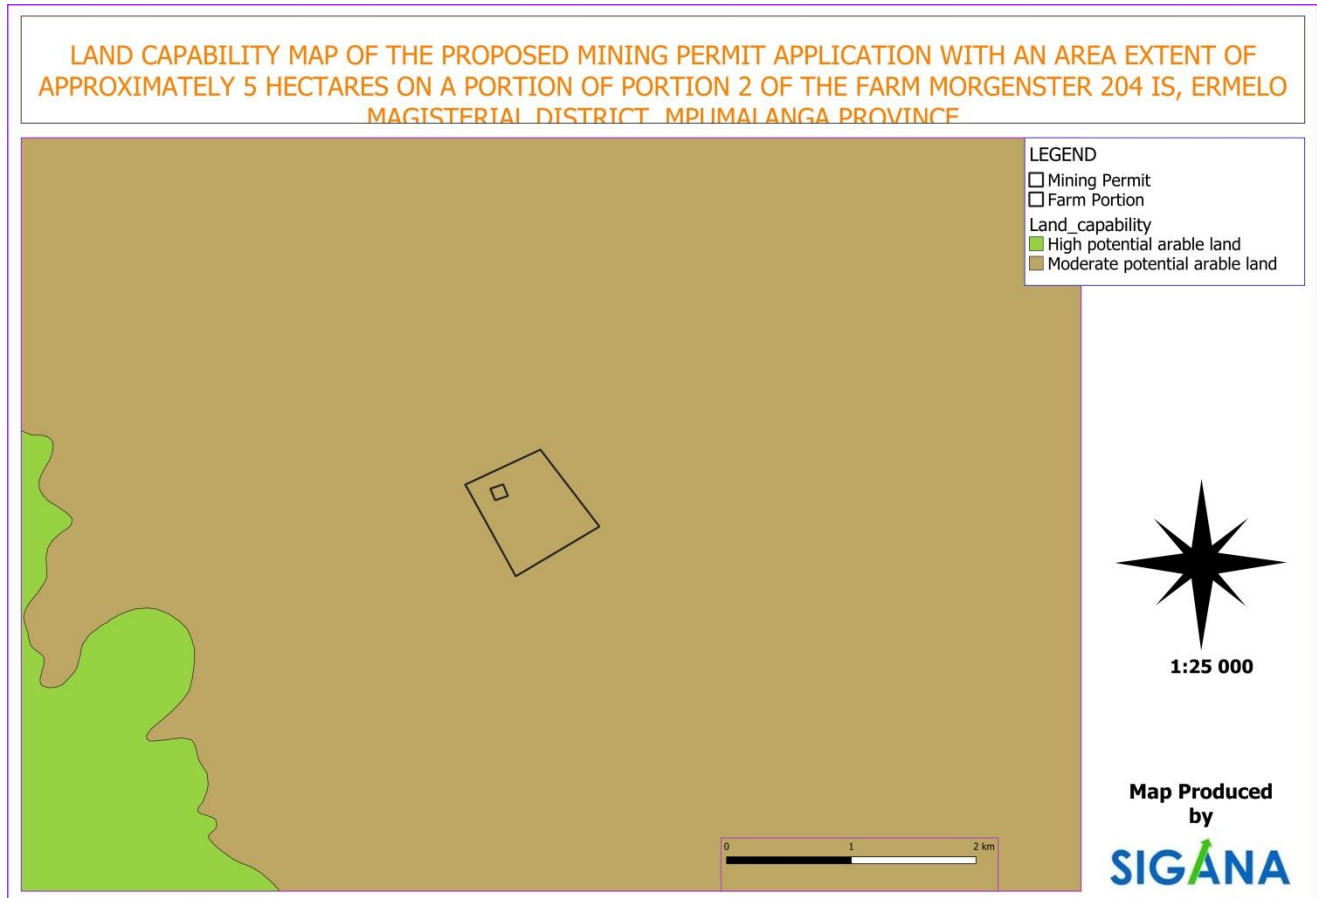 LAND CAPABILITY MAP OF THE PROPOSED MINING PERMIT APPLICATION WITH AN AREA EXTENT OF
APPROXIMATELY 5 HECTARES ON A PORTION OF PORTION 2 OF THE FARM MORGENSTER 204 IS, ERMELO
MAGISTERIAL DISTRICT, MPUMALANGA PROVINCE
LEGEND
Mining Permit
Farm Portion
Land_capability
High potential arable land
Moderate potential arable land
1:25 000
Map Produced
by
SIGANA
0 1 2 km